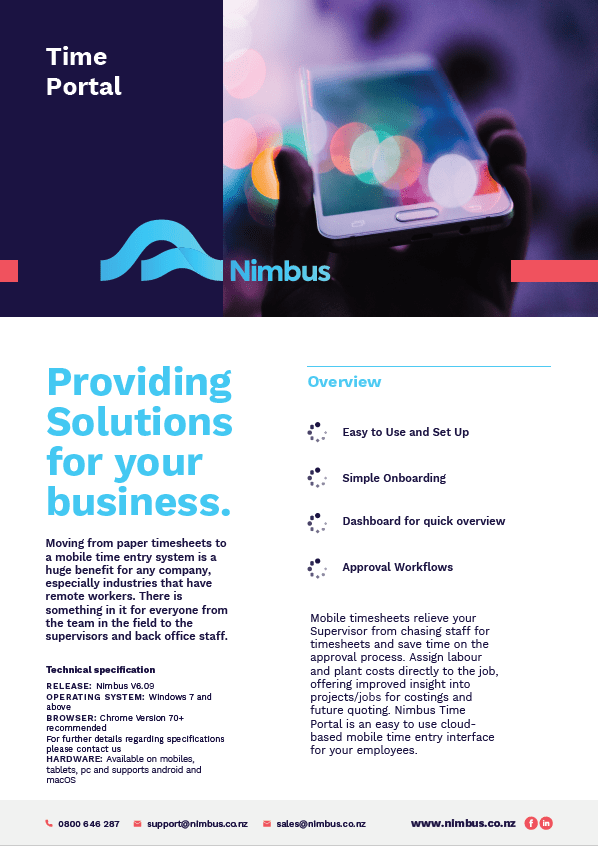 Time
Portal
Nimbus
Providing
Solutions
for your
business.
Moving from paper timesheets to
a mobile time entry system is a
huge benefit for any company,
especially industries that have
remote workers. There is
something in it for everyone from
the team in the field to the
supervisors and back office staff.
Technical specification
RELEASE: Nimbus V6.09
OPERATING SYSTEM: Windows 7 and
above
BROWSER: Chrome Version 70+
recommended
For further details regarding specifications
please contact us
HARDWARE: Available on mobiles,
tablets, pc and supports android and
macOS
Overview
Easy to Use and Set Up
Simple Onboarding
Dashboard for quick overview
Approval Workflows
Mobile timesheets relieve your
Supervisor from chasing staff for
timesheets and save time on the
approval process. Assign labour
and plant costs directly to the job,
offering improved insight into
projects/jobs for costings and
future quoting. Nimbus Time
Portal is an easy to use cloud-
based mobile time entry interface
for your employees.
0800 646 287 support@nimbus.co.nz sales@nimbus.co.nz www.nimbus.co.nz f in